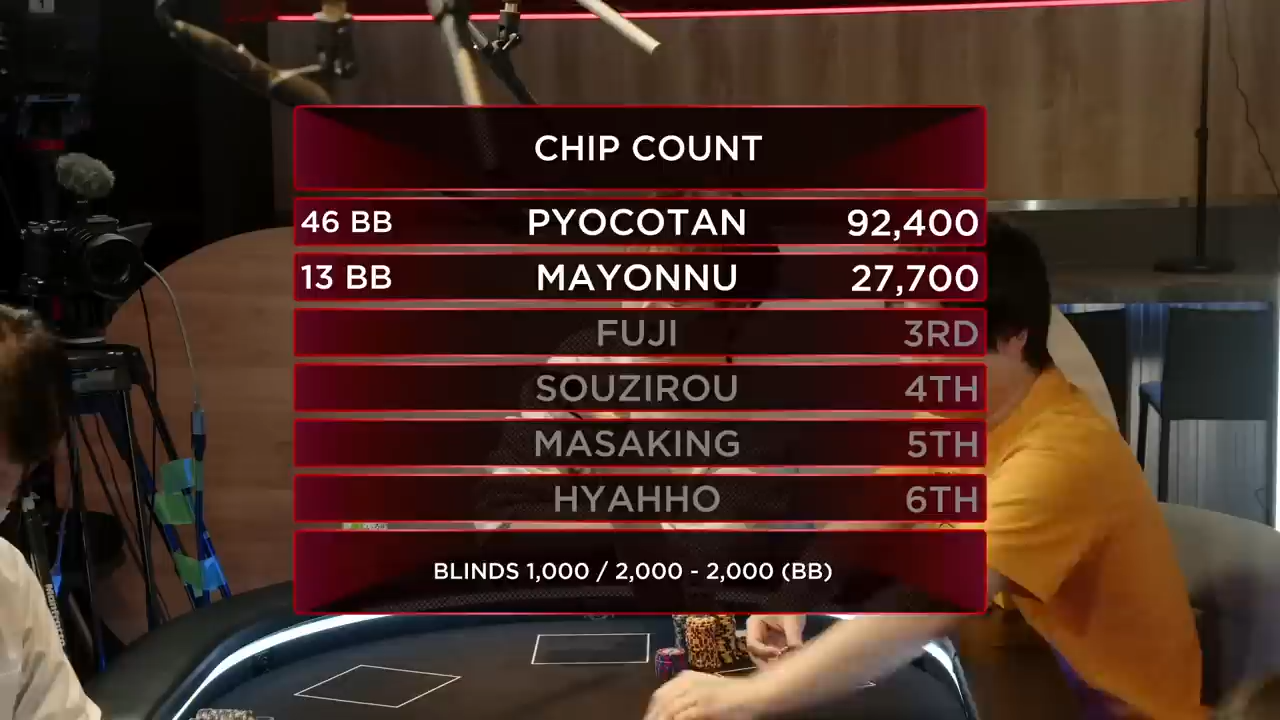 CHIP COUNT
46 BB PYOCOTAN 92,400
13 BB MAYONNU 27,700
FUJI 3RD
SOUZIROU 4TH
MASAKING 5TH
HYAHHO 6TH
BLINDS 1,000 / 2,000 - 2,000 (BB)
1